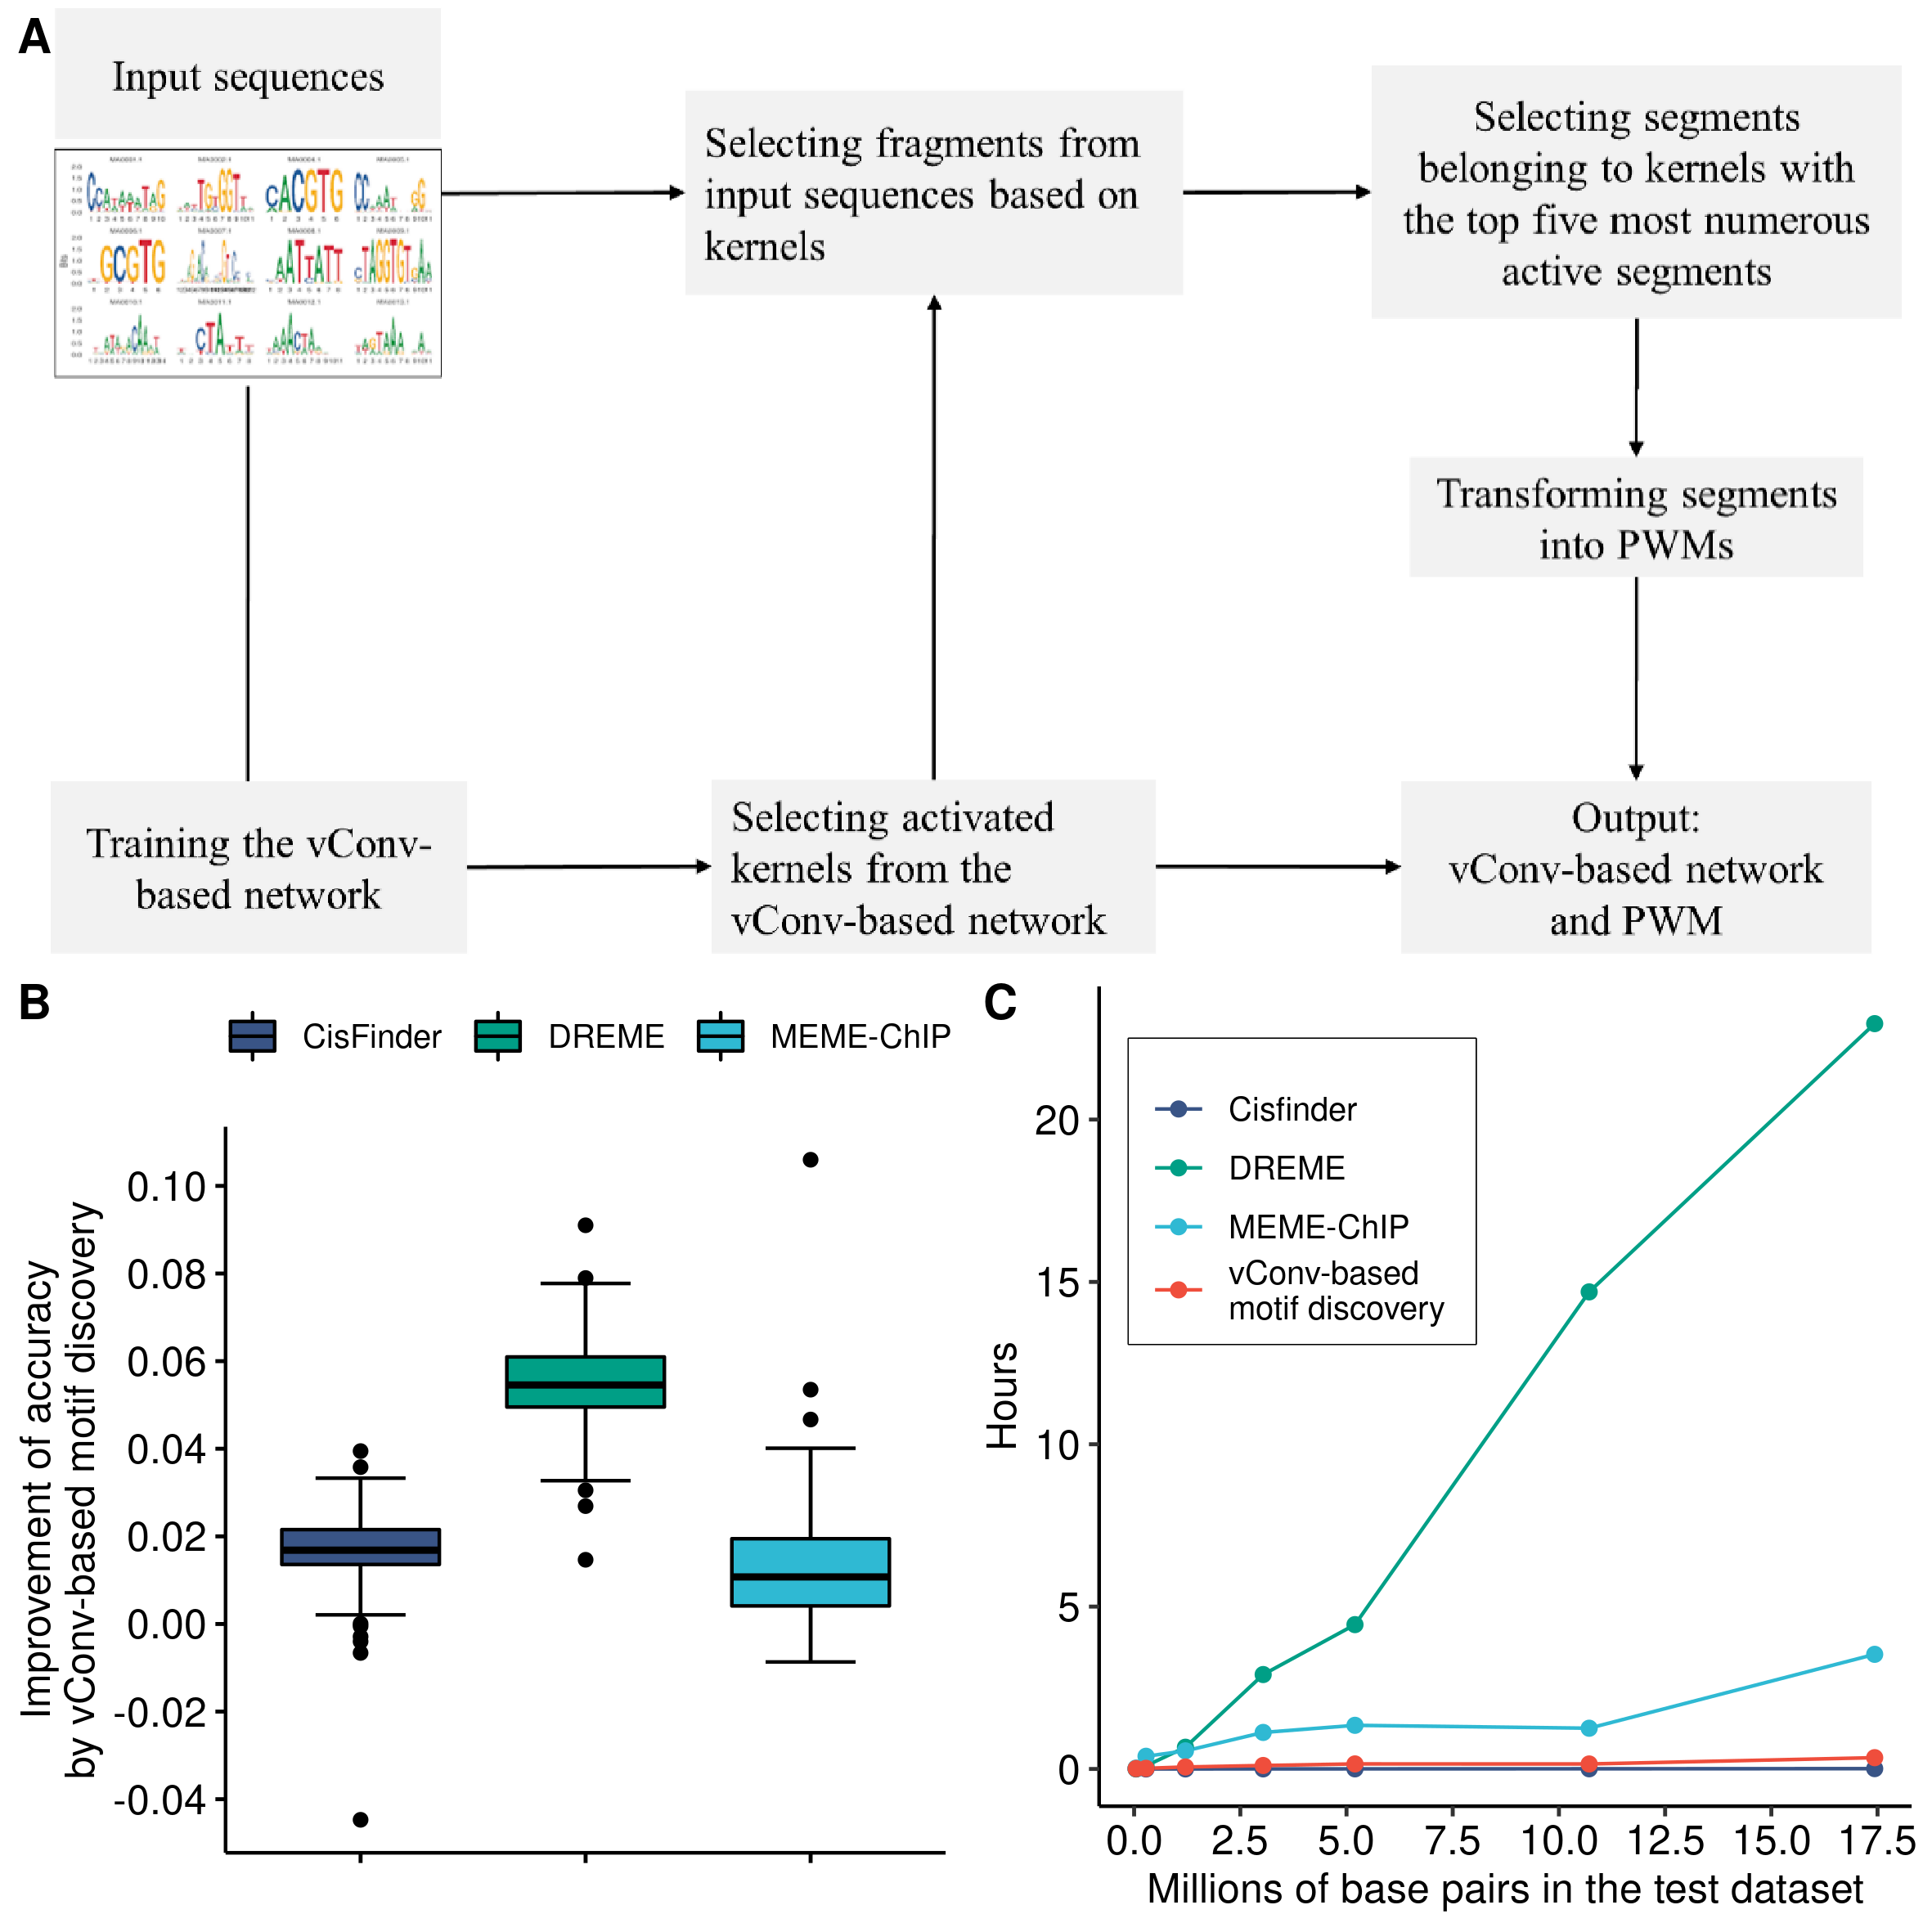 A
Input sequences
Selecting fragments from
input sequences based on
kernels
Selecting segments
belonging to kernels with
the top five most numerous
active segments
Transforming segments
into PWMs
Training the vConv-
based network
Selecting activated
kernels from the
vConv-based network
Output:
vConv-based network
and PWM
B
CisFinder
DREME
MEME-ChIP
Improvement of accuracy
by vConv-based motif discovery
0.10
0.08
0.06
0.04
0.02
0.00
-0.02
-0.04
C
Cisfinder
DREME
MEME-ChIP
vConv-based
motif discovery
Hours
20
15
10
5
0
0.0 2.5 5.0 7.5 10.0 12.5 15.0 17.5
Millions of base pairs in the test dataset